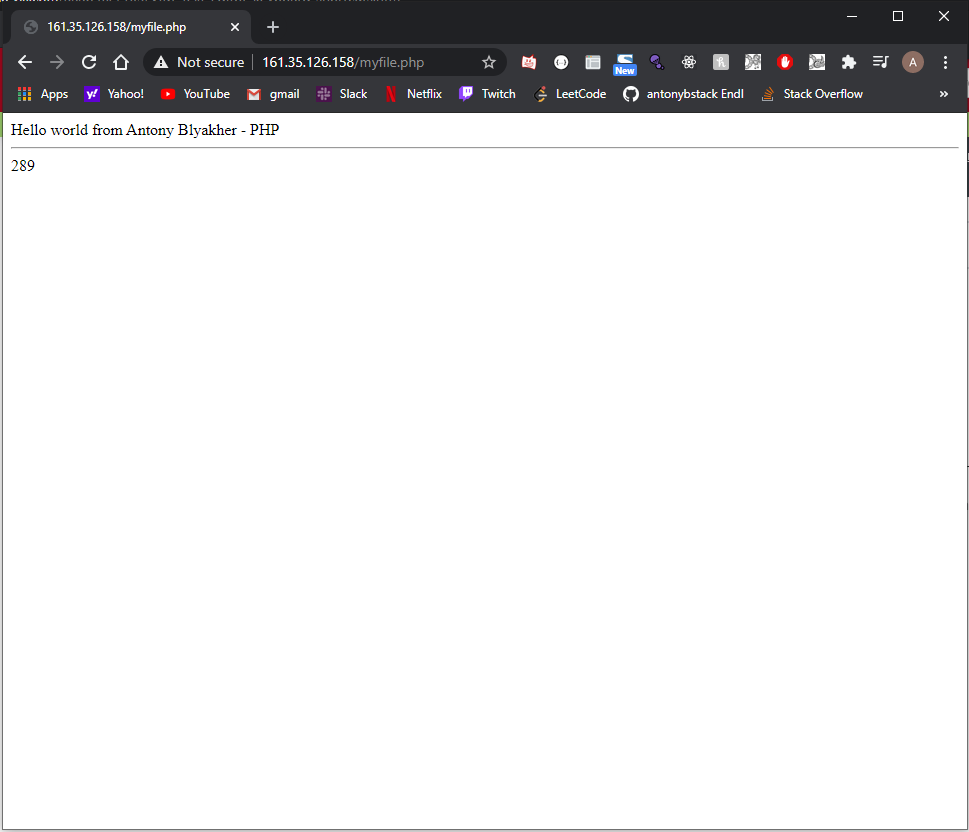 161.35.126.158/myfile.php
Not secure 161.35.126.158/myfile.php New A
Apps Yahoo! YouTube gmail Slack Netflix Twitch LeetCode antonybstack Endl Stack Overflow »
Hello world from Antony Blyakher - PHP
289